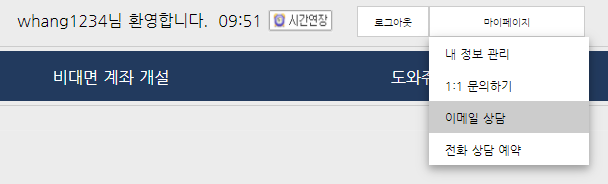 whang1234님 환영합니다. 09:51 시간연장 로그아웃 마이페이지
비대면 계좌 개설
내 정보 관리
1:1 문의하기
이메일 상담
전화 상담 예약